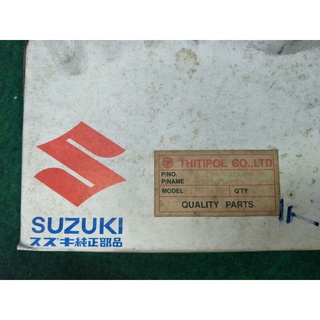 SUZUKI
スズキ純正部品
THITIPOL CO.,LTD
P/NO.
P/NAME
MODEL Q'TY
QUALITY PARTS